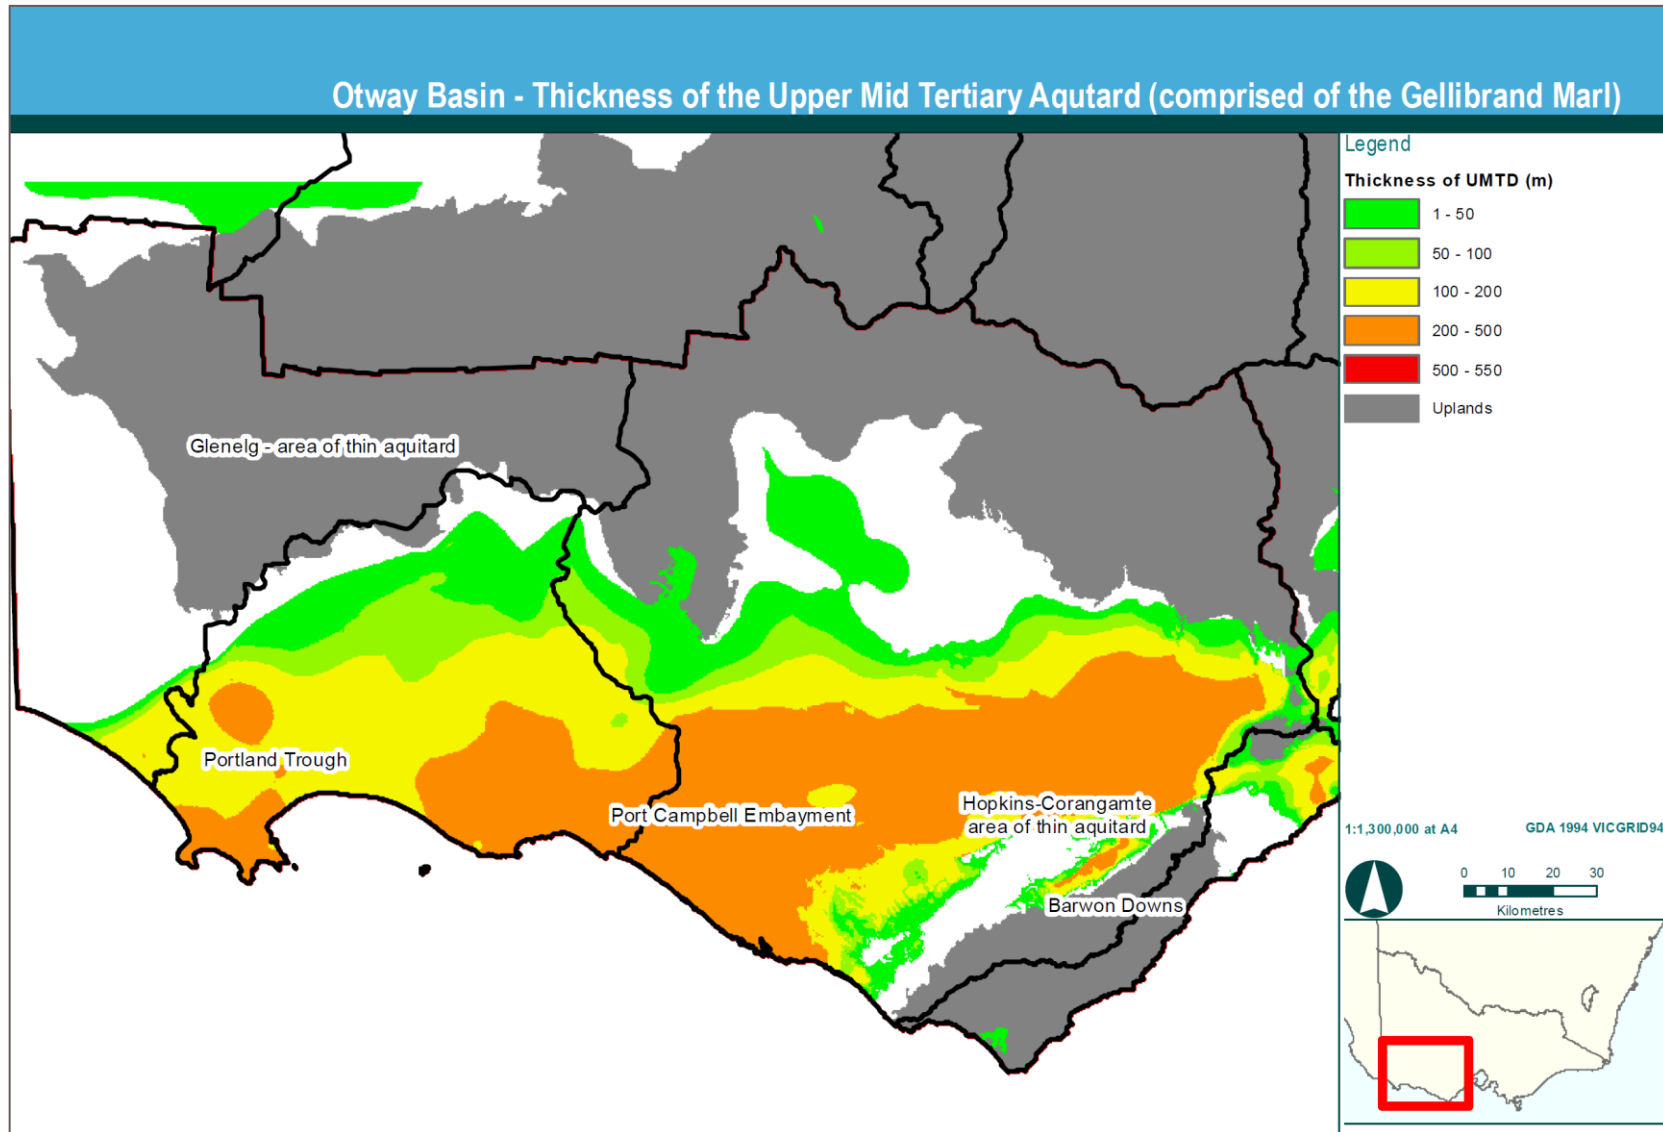 Otway Basin - Thickness of the Upper Mid Tertiary Aqutard (comprised of the Gellibrand Marl)
Legend
Thickness of UMTD (m)
1 - 50
50 - 100
100 - 200
200 - 500
500 - 550
Uplands
Glenelg - area of thin aquitard
Portland Trough
Port Campbell Embayment
Hopkins-Corangamte
area of thin aquitard
Barwon Downs
1:1,300,000 at A4
GDA 1994 VICGRID94
0 10 20 30
Kilometres